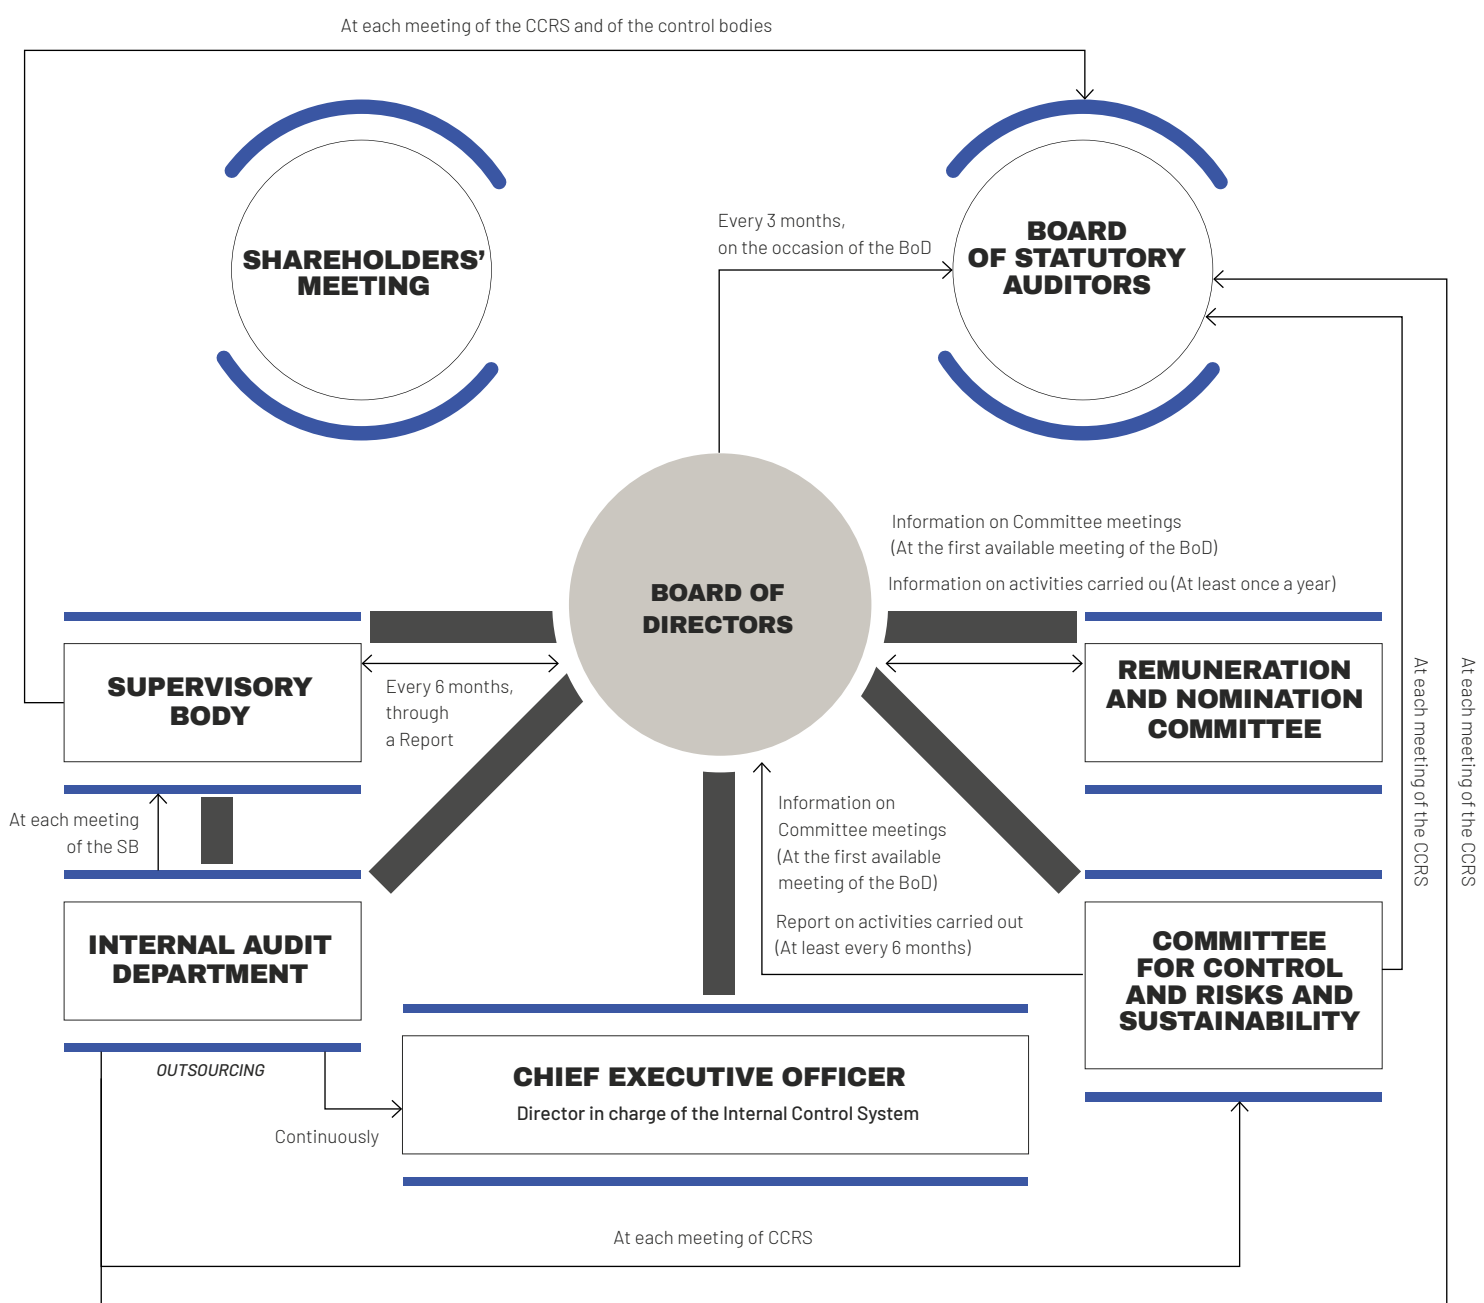 At each meeting of the CCRS and of the control bodies
SHAREHOLDERS’
MEETING
Every 3 months,
on the occasion of the BoD
BOARD
OF STATUTORY
AUDITORS
BOARD OF
DIRECTORS
Information on Committee meetings
(At the first available meeting of the BoD)
Information on activities carried ou (At least once a year)
SUPERVISORY
BODY
Every 6 months,
through
a Report
REMUNERATION
AND NOMINATION
COMMITTEE
At each meeting of the CCRS
At each meeting of the CCRS
At each meeting
of the SB
Information on
Committee meetings
(At the first available
meeting of the BoD)
Report on activities carried out
(At least every 6 months)
INTERNAL AUDIT
DEPARTMENT
COMMITTEE
FOR CONTROL
AND RISKS AND
SUSTAINABILITY
OUTSOURCING
CHIEF EXECUTIVE OFFICER
Director in charge of the Internal Control System
Continuously
At each meeting of CCRS